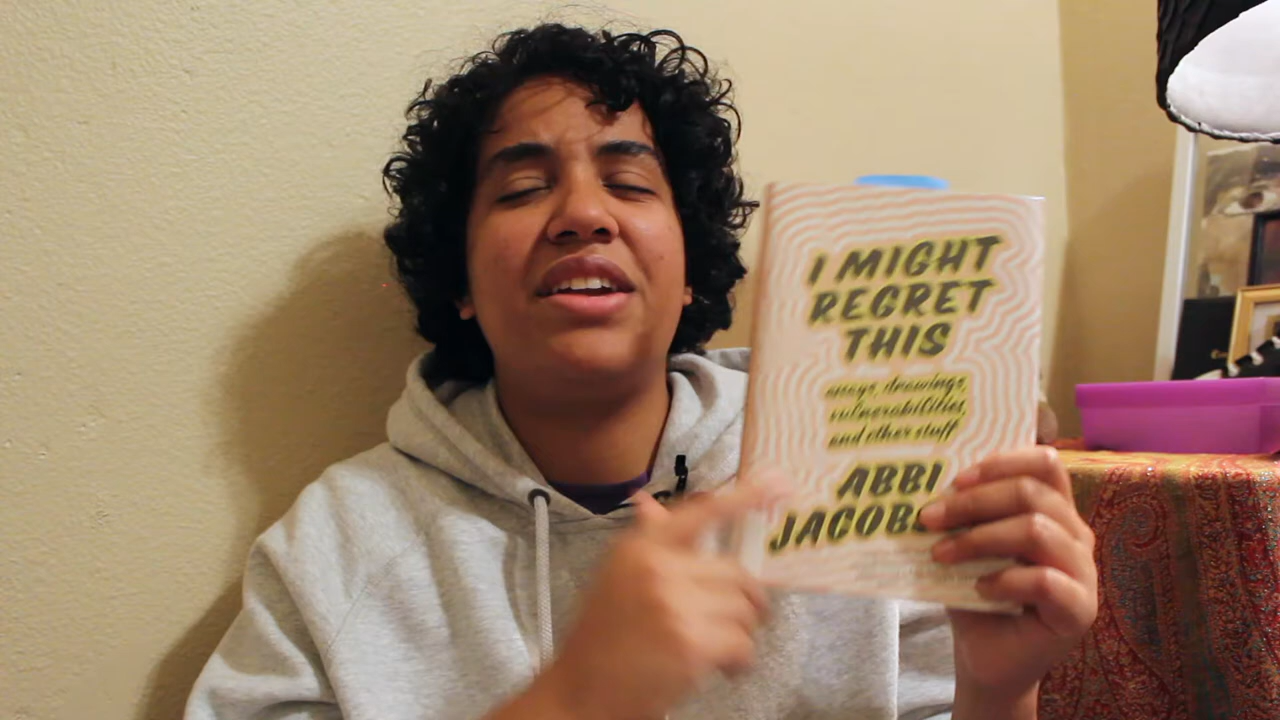 I MIGHT
REGRET
THIS
essays, drawings,
vulnerabilities,
and other stuff
ABBI
JACOBS